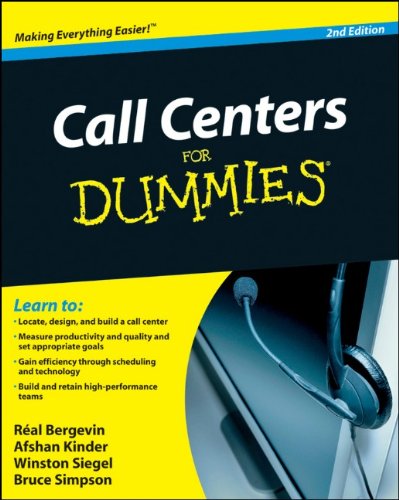 Making Everything Easier!™
2nd Edition
Call Centers
FOR
DUMMIES®
Learn to:
• Locate, design, and build a call center
• Measure productivity and quality and
set appropriate goals
• Gain efficiency through scheduling
and technology
• Build and retain high-performance
teams
Réal Bergevin
Afshan Kinder
Winston Siegel
Bruce Simpson